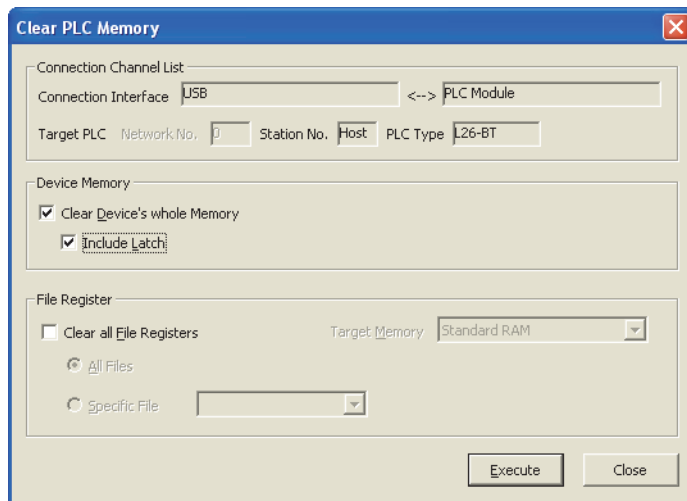 Clear PLC Memory
Connection Channel List
Connection Interface USB <--> PLC Module
Target PLC Network No. 0 Station No. Host PLC Type L26-BT
Device Memory
Clear Device's whole Memory
Include Latch
File Register
Clear all File Registers Target Memory Standard RAM
All Files
Specific File
Execute Close